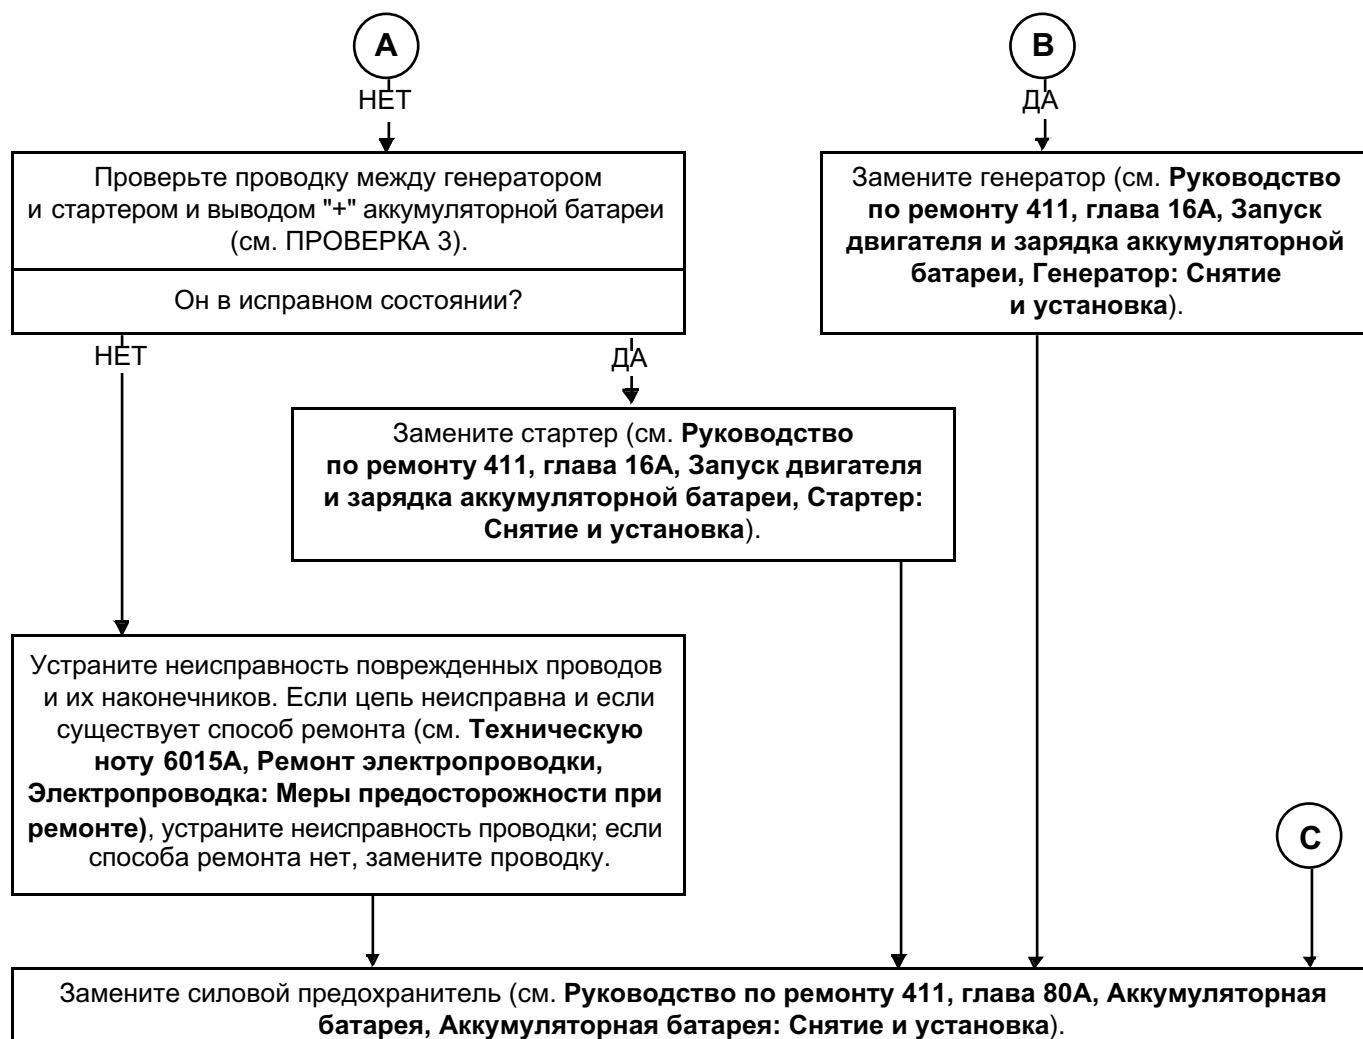 A
B
НЕТ
ДА
Проверьте проводку между генератором
и стартером и выводом "+" аккумуляторной батареи
(см. ПРОВЕРКА 3).
Он в исправном состоянии?
Замените генератор (см. Руководство
по ремонту 411, глава 16A, Запуск
двигателя и зарядка аккумуляторной
батареи, Генератор: Снятие
и установка).
НЕТ
ДА
Замените стартер (см. Руководство
по ремонту 411, глава 16A, Запуск двигателя
и зарядка аккумуляторной батареи, Стартер:
Снятие и установка).
Устраните неисправность поврежденных проводов
и их наконечников. Если цепь неисправна и если
существует способ ремонта (см. Техническую
ноту 6015A, Ремонт электропроводки,
Электропроводка: Меры предосторожности при
ремонте), устраните неисправность проводки; если
способа ремонта нет, замените проводку.
C
Замените силовой предохранитель (см. Руководство по ремонту 411, глава 80A, Аккумуляторная
батарея, Аккумуляторная батарея: Снятие и установка).